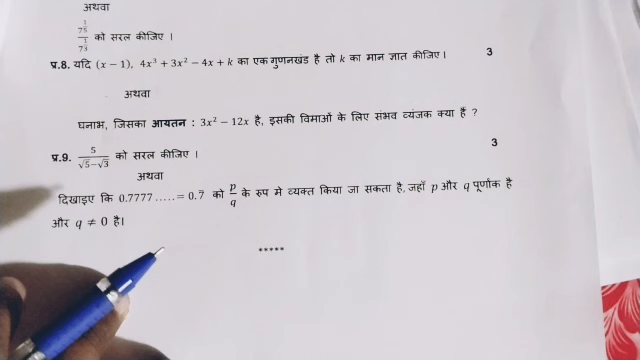 अथवा
7^{1/5} / 7^{1/3} को सरल कीजिए ।
प्र.8. यदि (x − 1), 4x³ + 3x² − 4x + k का एक गुणनखंड है तो k का मान ज्ञात कीजिए । 3
अथवा
घनाभ, जिसका आयतन : 3x² − 12x है, इसकी विमाओं के लिए संभव व्यंजक क्या हैं ?
प्र.9. 5/(√5−√3) को सरल कीजिए । 3
अथवा
दिखाइए कि 0.7777 ..... = 0.7̅ को p/q के रुप मे व्यक्त किया जा सकता है, जहाँ p और q पूर्णांक है
और q ≠ 0 है।
*****